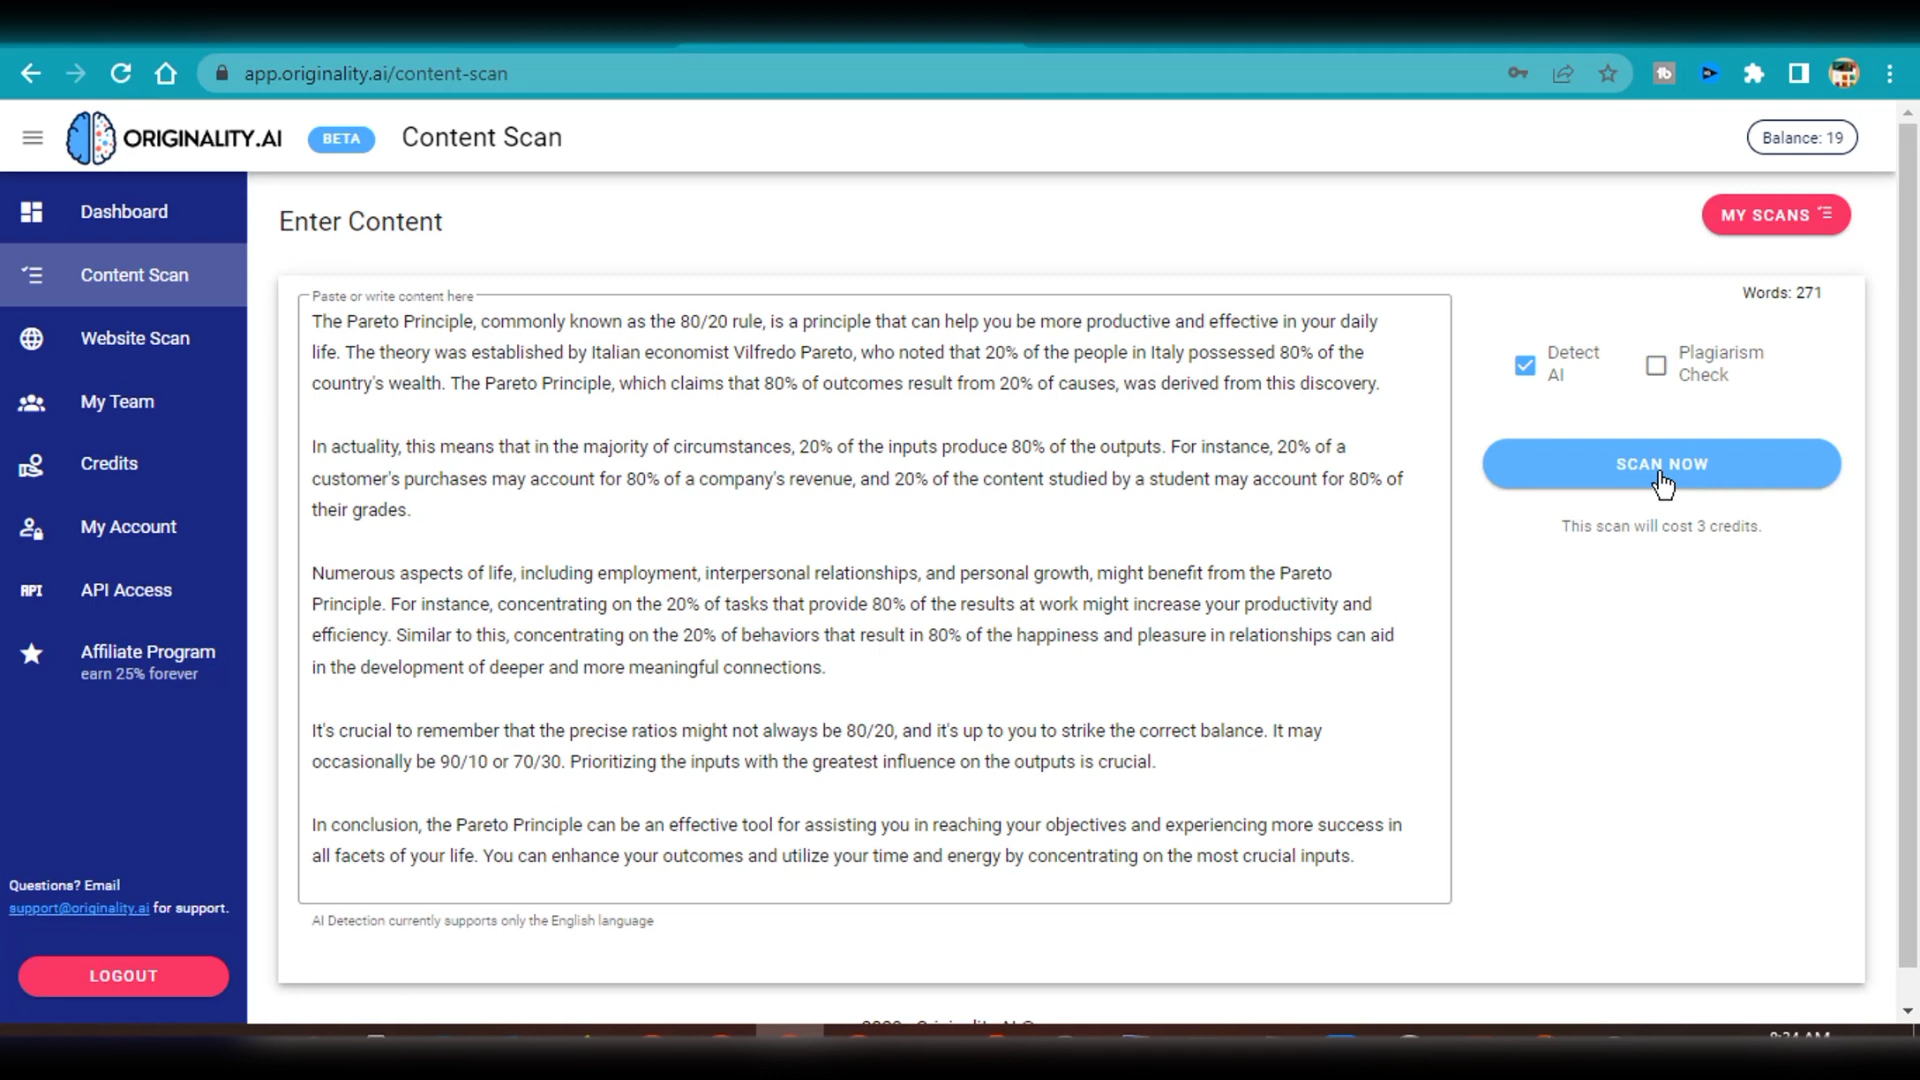 app.originality.ai/content-scan
ORIGINALITY.AI
BETA
Content Scan
Balance: 19
Dashboard
Content Scan
Website Scan
My Team
Credits
My Account
API
API Access
Affiliate Program
earn 25% forever
Questions? Email
support@originality.ai for support.
LOGOUT
Enter Content
MY SCANS
Paste or write content here
The Pareto Principle, commonly known as the 80/20 rule, is a principle that can help you be more productive and effective in your daily
life. The theory was established by Italian economist Vilfredo Pareto, who noted that 20% of the people in Italy possessed 80% of the
country's wealth. The Pareto Principle, which claims that 80% of outcomes result from 20% of causes, was derived from this discovery.
In actuality, this means that in the majority of circumstances, 20% of the inputs produce 80% of the outputs. For instance, 20% of a
customer's purchases may account for 80% of a company's revenue, and 20% of the content studied by a student may account for 80% of
their grades.
Numerous aspects of life, including employment, interpersonal relationships, and personal growth, might benefit from the Pareto
Principle. For instance, concentrating on the 20% of tasks that provide 80% of the results at work might increase your productivity and
efficiency. Similar to this, concentrating on the 20% of behaviors that result in 80% of the happiness and pleasure in relationships can aid
in the development of deeper and more meaningful connections.
It's crucial to remember that the precise ratios might not always be 80/20, and it's up to you to strike the correct balance. It may
occasionally be 90/10 or 70/30. Prioritizing the inputs with the greatest influence on the outputs is crucial.
In conclusion, the Pareto Principle can be an effective tool for assisting you in reaching your objectives and experiencing more success in
all facets of your life. You can enhance your outcomes and utilize your time and energy by concentrating on the most crucial inputs.
AI Detection currently supports only the English language
Words: 271
Detect
AI
Plagiarism
Check
SCAN NOW
This scan will cost 3 credits.